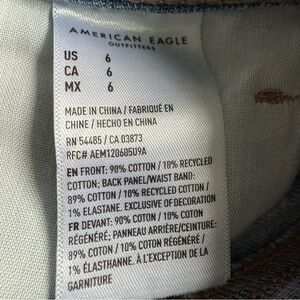 AMERICAN EAGLE
OUTFITTERS
US 6
CA 6
MX 6
MADE IN CHINA / FABRIQUÉ EN
CHINE / HECHO EN CHINA
RN 54485 / CA 03873
RFC# AEM120605U9A
EN FRONT: 90% COTTON / 10% RECYCLED
COTTON; BACK PANEL/WAIST BAND:
89% COTTON / 10% RECYCLED COTTON /
1% ELASTANE. EXCLUSIVE OF DECORATION
FR DEVANT: 90% COTON / 10% COTON
RÉGÉNÉRÉ; PANNEAU ARRIÈRE/CEINTURE:
89% COTON / 10% COTON RÉGÉNÉRÉ /
1% ÉLASTHANNE. À L'EXCEPTION DE LA
GARNITURE